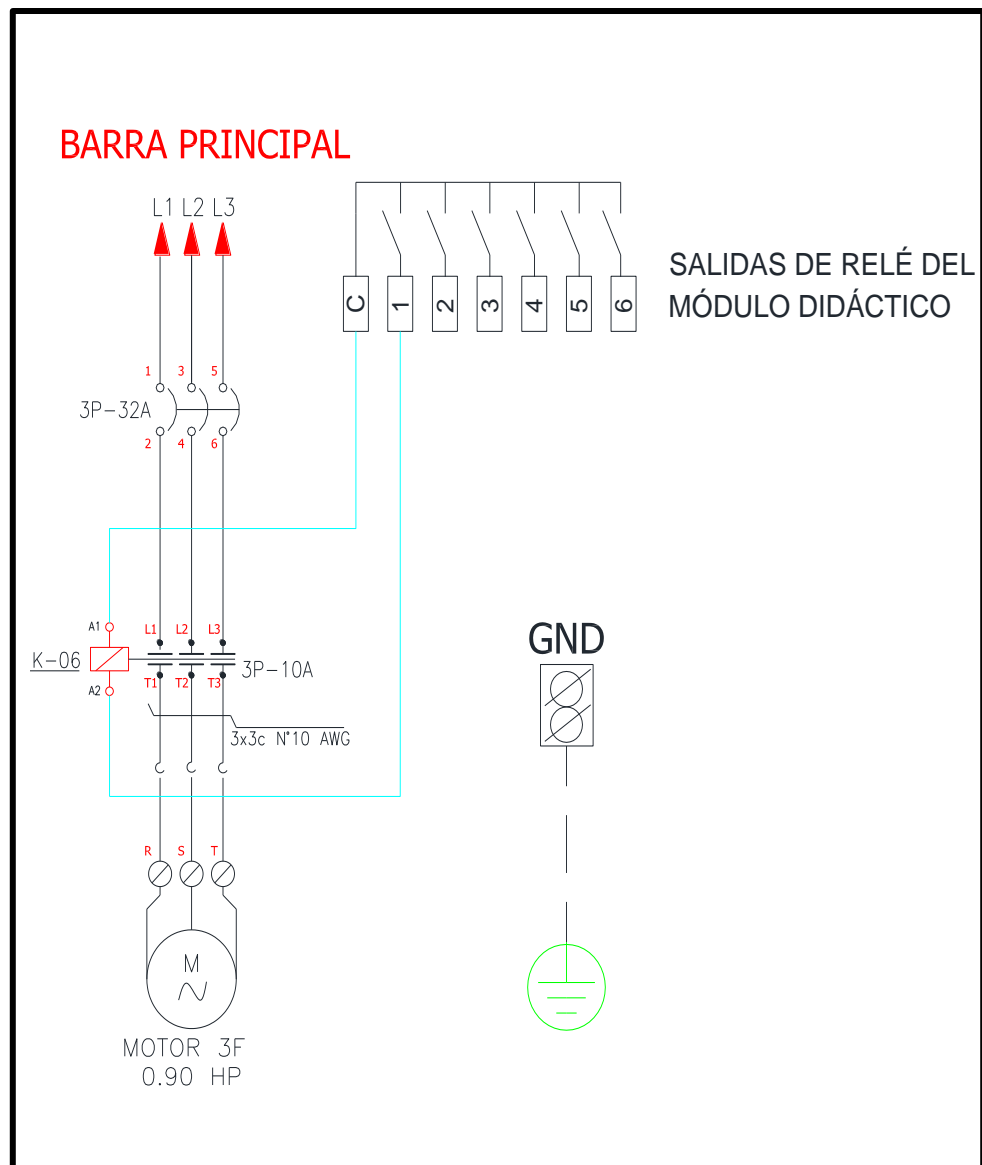 BARRA PRINCIPAL
L1 L2 L3
C 1 2 3 4 5 6
SALIDAS DE RELÉ DEL
MÓDULO DIDÁCTICO
1 3 5
3P-32A
2 4 6
A1 L1 L2 L3
K-06
3P-10A
A2 T1 T2 T3
3x3c N°10 AWG
GND
R S T
M
MOTOR 3F
0.90 HP